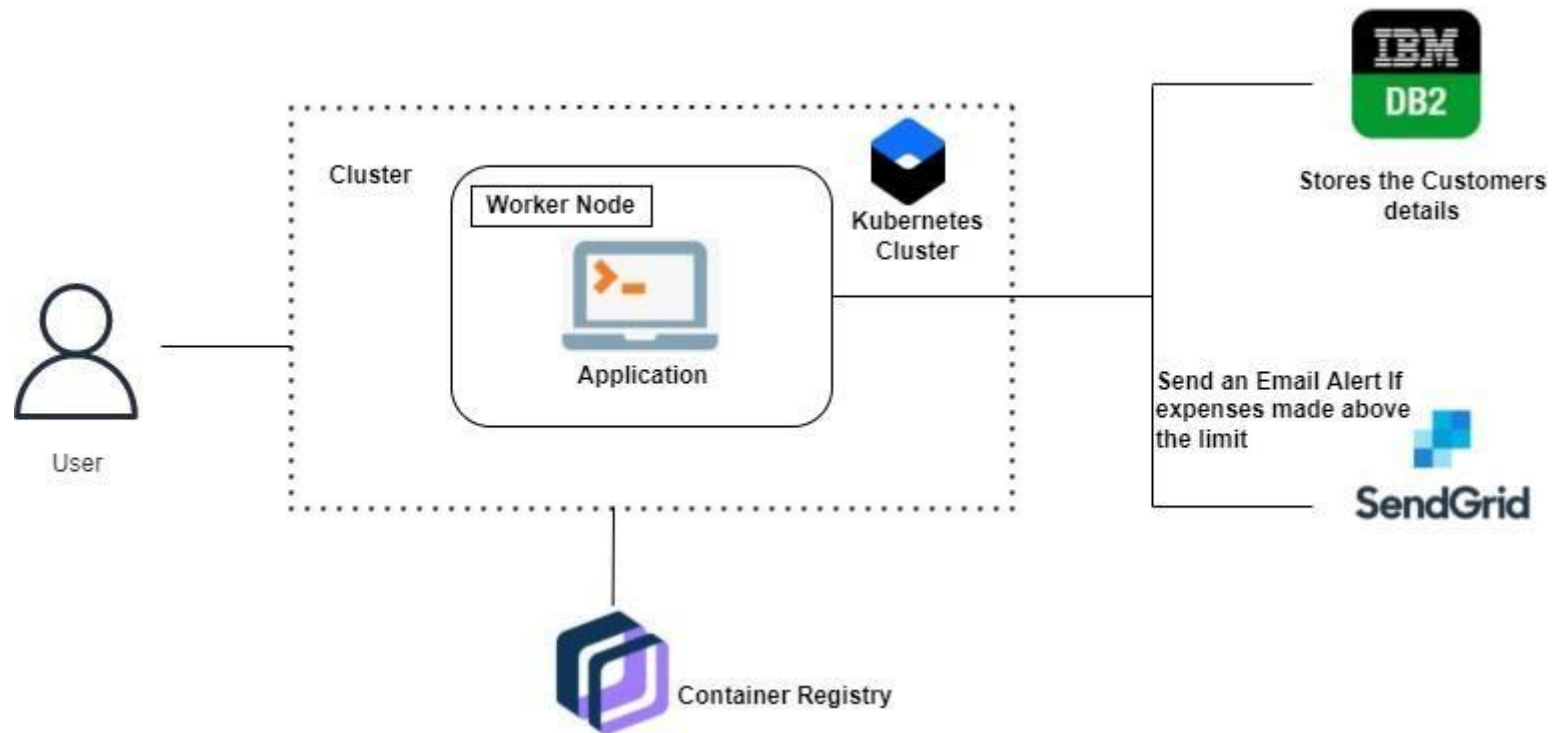 IBM
DB2
Stores the Customers
details
Cluster
Worker Node
Kubernetes
Cluster
Application
User
Send an Email Alert If
expenses made above
the limit
SendGrid
Container Registry